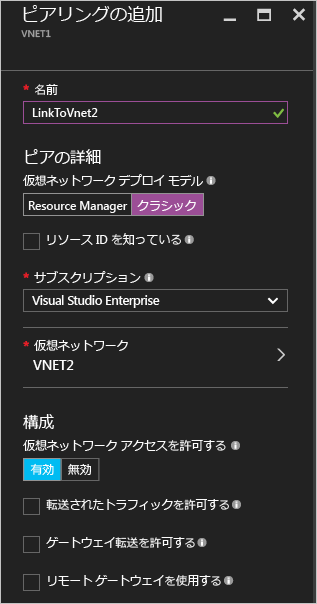 ピアリングの追加
VNET1
* 名前
LinkToVnet2
ピアの詳細
仮想ネットワーク デプロイ モデル
Resource Manager クラシック
リソース ID を知っている
* サブスクリプション
Visual Studio Enterprise
* 仮想ネットワーク
VNET2
構成
仮想ネットワーク アクセスを許可する
有効 無効
転送されたトラフィックを許可する
ゲートウェイ転送を許可する
リモート ゲートウェイを使用する